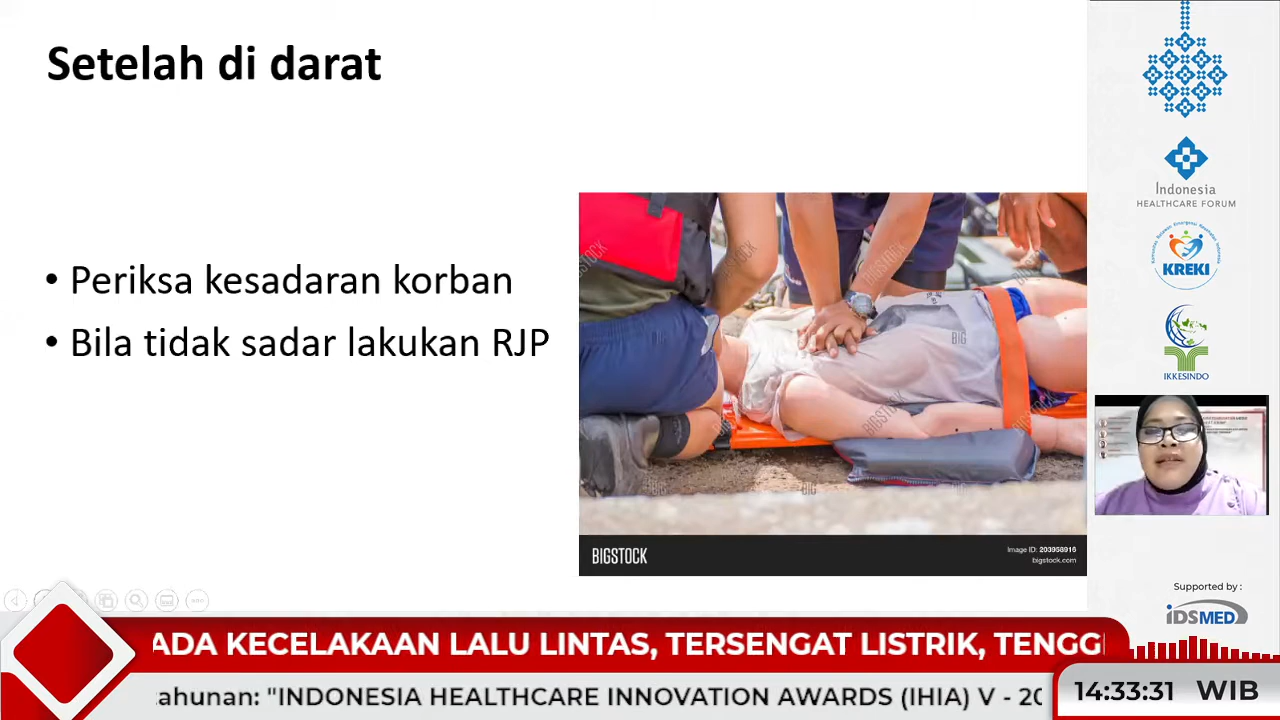 Setelah di darat
• Periksa kesadaran korban
• Bila tidak sadar lakukan RJP
BIGSTOCK
Image ID: 203958916
bigstock.com
Indonesia
HEALTHCARE FORUM
KREKI
IKKESINDO
Supported by :
IDSMED
ADA KECELAKAAN LALU LINTAS, TERSENGAT LISTRIK, TENGG
ahunan: "INDONESIA HEALTHCARE INNOVATION AWARDS (IHIA) V - 20
14:33:31 WIB